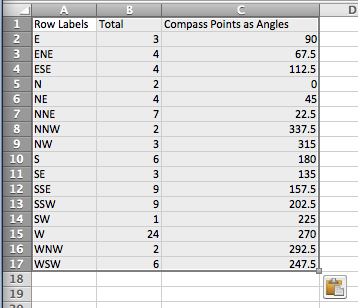 A B C D
1 Row Labels Total Compass Points as Angles
2 E 3 90
3 ENE 4 67.5
4 ESE 4 112.5
5 N 2 0
6 NE 4 45
7 NNE 7 22.5
8 NNW 2 337.5
9 NW 3 315
10 S 6 180
11 SE 3 135
12 SSE 9 157.5
13 SSW 9 202.5
14 SW 1 225
15 W 24 270
16 WNW 2 292.5
17 WSW 6 247.5
18
19